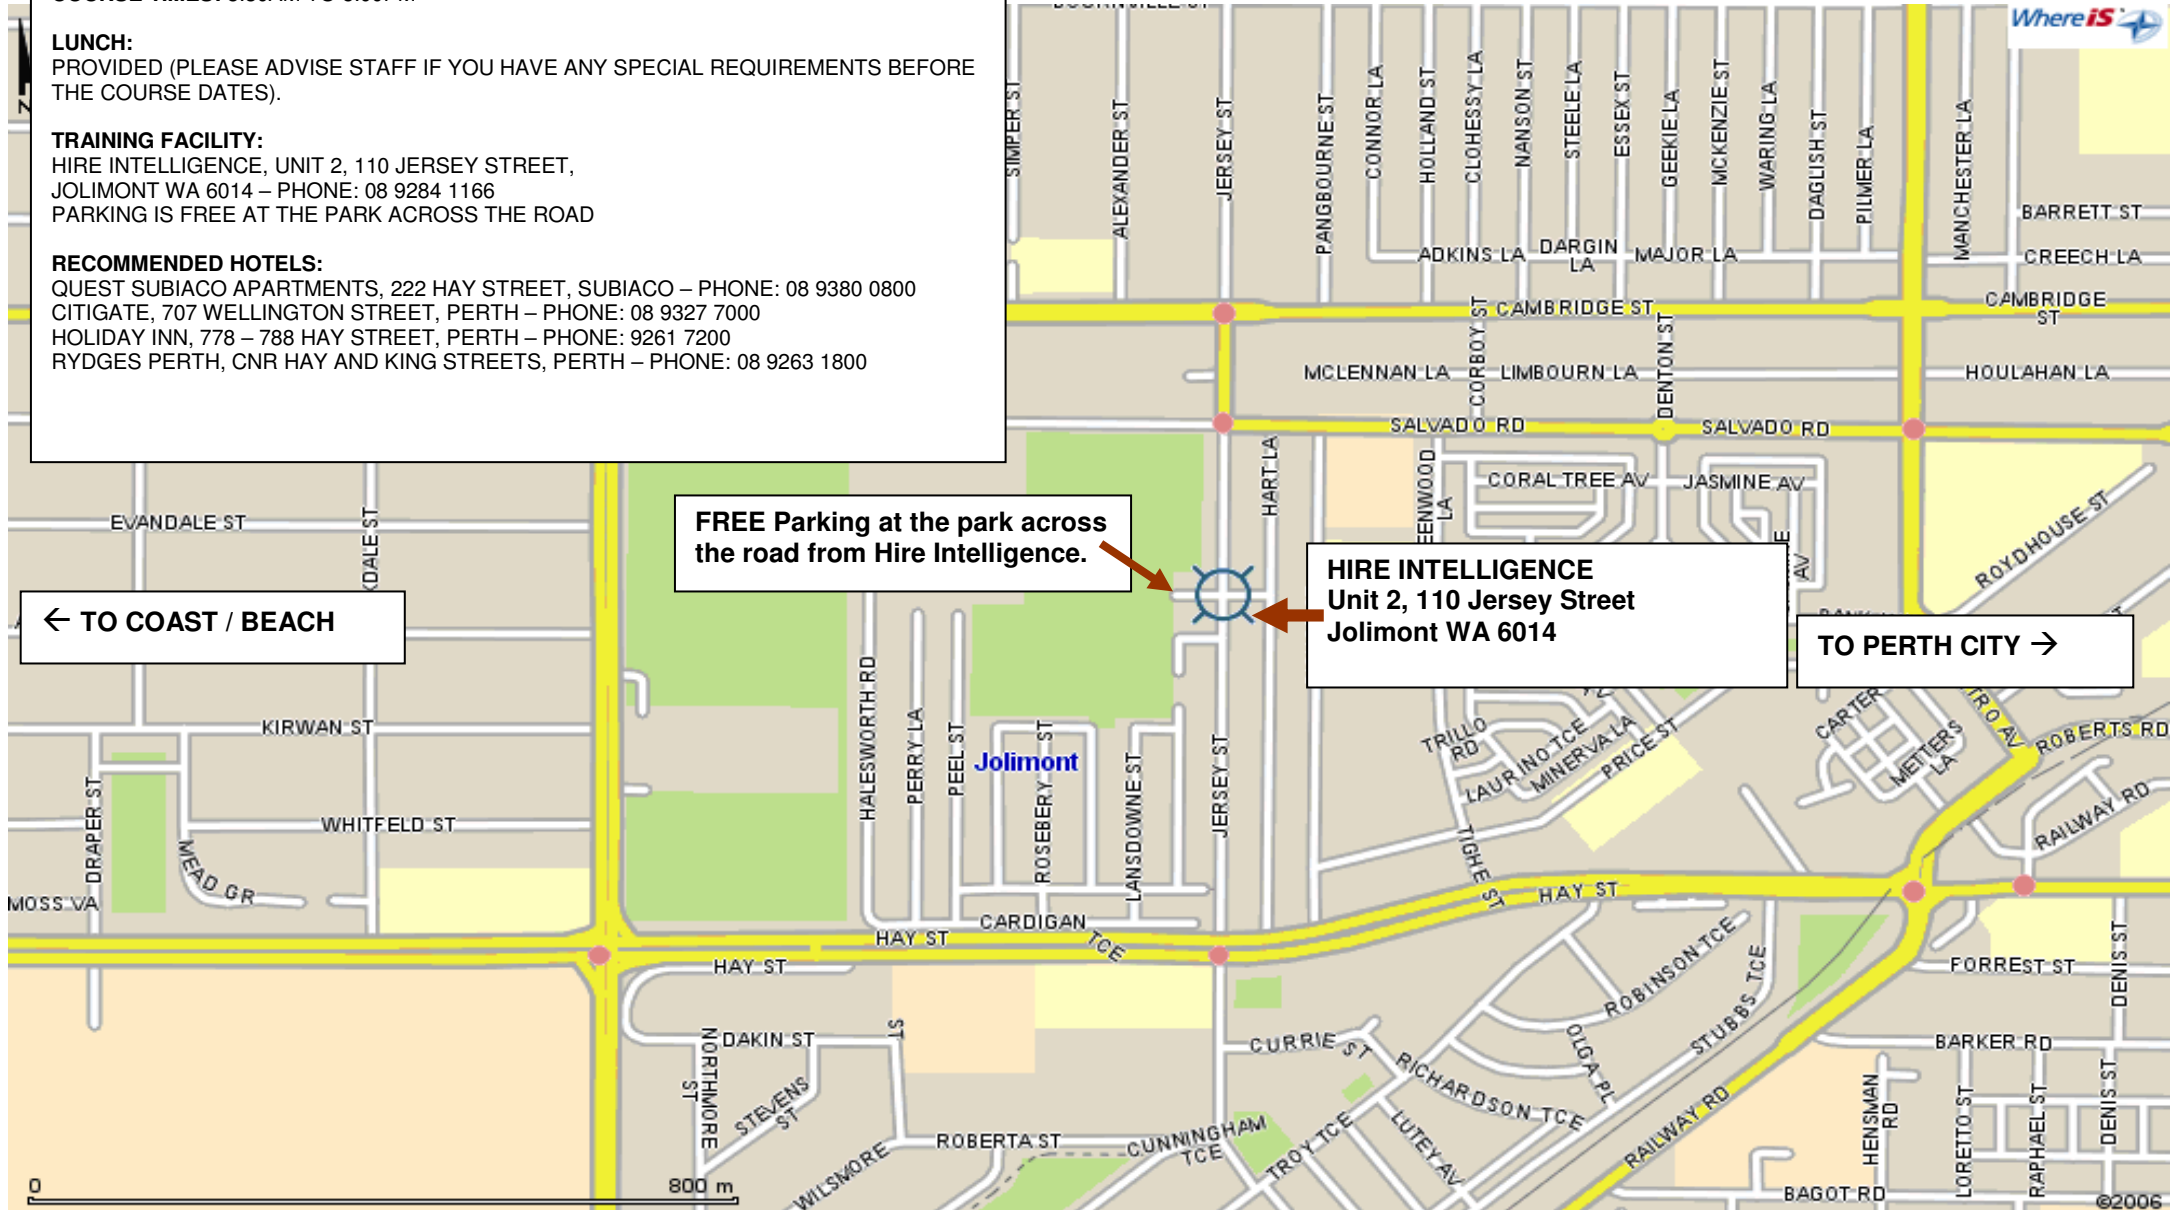 BOURNVILLE ST
WhereiS
LUNCH:
PROVIDED (PLEASE ADVISE STAFF IF YOU HAVE ANY SPECIAL REQUIREMENTS BEFORE
THE COURSE DATES).
TRAINING FACILITY:
HIRE INTELLIGENCE, UNIT 2, 110 JERSEY STREET,
JOLIMONT WA 6014 – PHONE: 08 9284 1166
PARKING IS FREE AT THE PARK ACROSS THE ROAD
RECOMMENDED HOTELS:
QUEST SUBIACO APARTMENTS, 222 HAY STREET, SUBIACO – PHONE: 08 9380 0800
CITIGATE, 707 WELLINGTON STREET, PERTH – PHONE: 08 9327 7000
HOLIDAY INN, 778 – 788 HAY STREET, PERTH – PHONE: 9261 7200
RYDGES PERTH, CNR HAY AND KING STREETS, PERTH – PHONE: 08 9263 1800
SIMPER ST
ALEXANDER ST
JERSEY ST
PANGBOURNE ST
CONNOR LA
HOLLAND ST
CLOHESSY LA
NANSON ST
STEELE LA
ESSEX ST
GEEKIE LA
MCKENZIE ST
WARING LA
DAGLISH ST
PILMER LA
MANCHESTER LA
BARRETT ST
ADKINS LA
DARGIN
LA
MAJOR LA
CREECH LA
CAMBRIDGE ST
CAMBRIDGE
ST
CORBOY ST
DENTON ST
MCLENNAN LA
LIMBOURN LA
HOULAHAN LA
SALVADO RD
SALVADO RD
HART LA
LA
CORAL TREE AV
JASMINE AV
AV
ROYDHOUSE ST
EVANDALE ST
FREE Parking at the park across
the road from Hire Intelligence.
HIRE INTELLIGENCE
Unit 2, 110 Jersey Street
Jolimont WA 6014
← TO COAST / BEACH
TO PERTH CITY →
KIRWAN ST
HALESWORTH RD
PERRY LA
PEEL ST
Jolimont
ROSEBERY ST
LANSDOWNE ST
JERSEY ST
TRILLO
RD
LAURINO TCE
MINERVA LA
PRICE ST
CARTER
METTERS
LA
ROBERTS RD
RAILWAY RD
DRAPER ST
WHITFELD ST
MEAD GR
MOSS VA
TIGHE ST
HAY ST
CARDIGAN
TCE
HAY ST
HAY ST
ROBINSON TCE
STUBBS TCE
FORREST ST
DENIS ST
DAKIN ST
ST
NORTHMORE
ST
STEVENS
ST
CURRIE ST
RICHARDSON TCE
OLGA PL
BARKER RD
HENSMAN
RD
LORETTO ST
RAPHAEL ST
DENIS ST
ROBERTA ST
CUNNINGHAM
TCE
TROY TCE
LUTEY AV
RAILWAY RD
WILSMORE
BAGOT RD
0
800 m
©2006